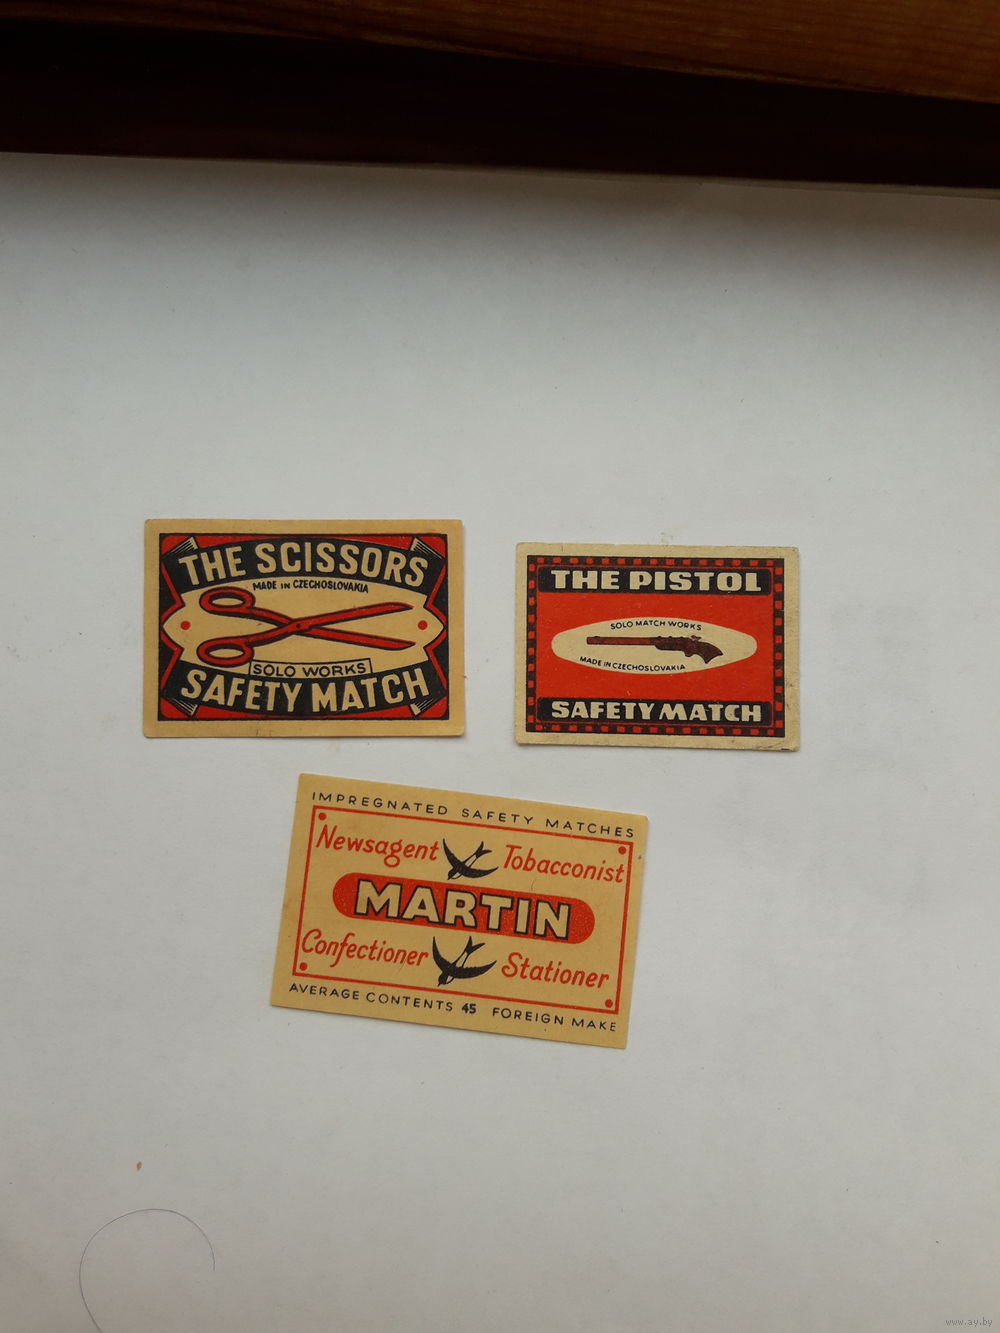 THE SCISSORS
MADE IN CZECHOSLOVAKIA
SOLO WORKS
SAFETY MATCH
THE PISTOL
SOLO MATCH WORKS
MADE IN CZECHOSLOVAKIA
SAFETY MATCH
IMPREGNATED SAFETY MATCHES
Newsagent Tobacconist
MARTIN
Confectioner Stationer
AVERAGE CONTENTS 45 FOREIGN MAKE
www.ay.by